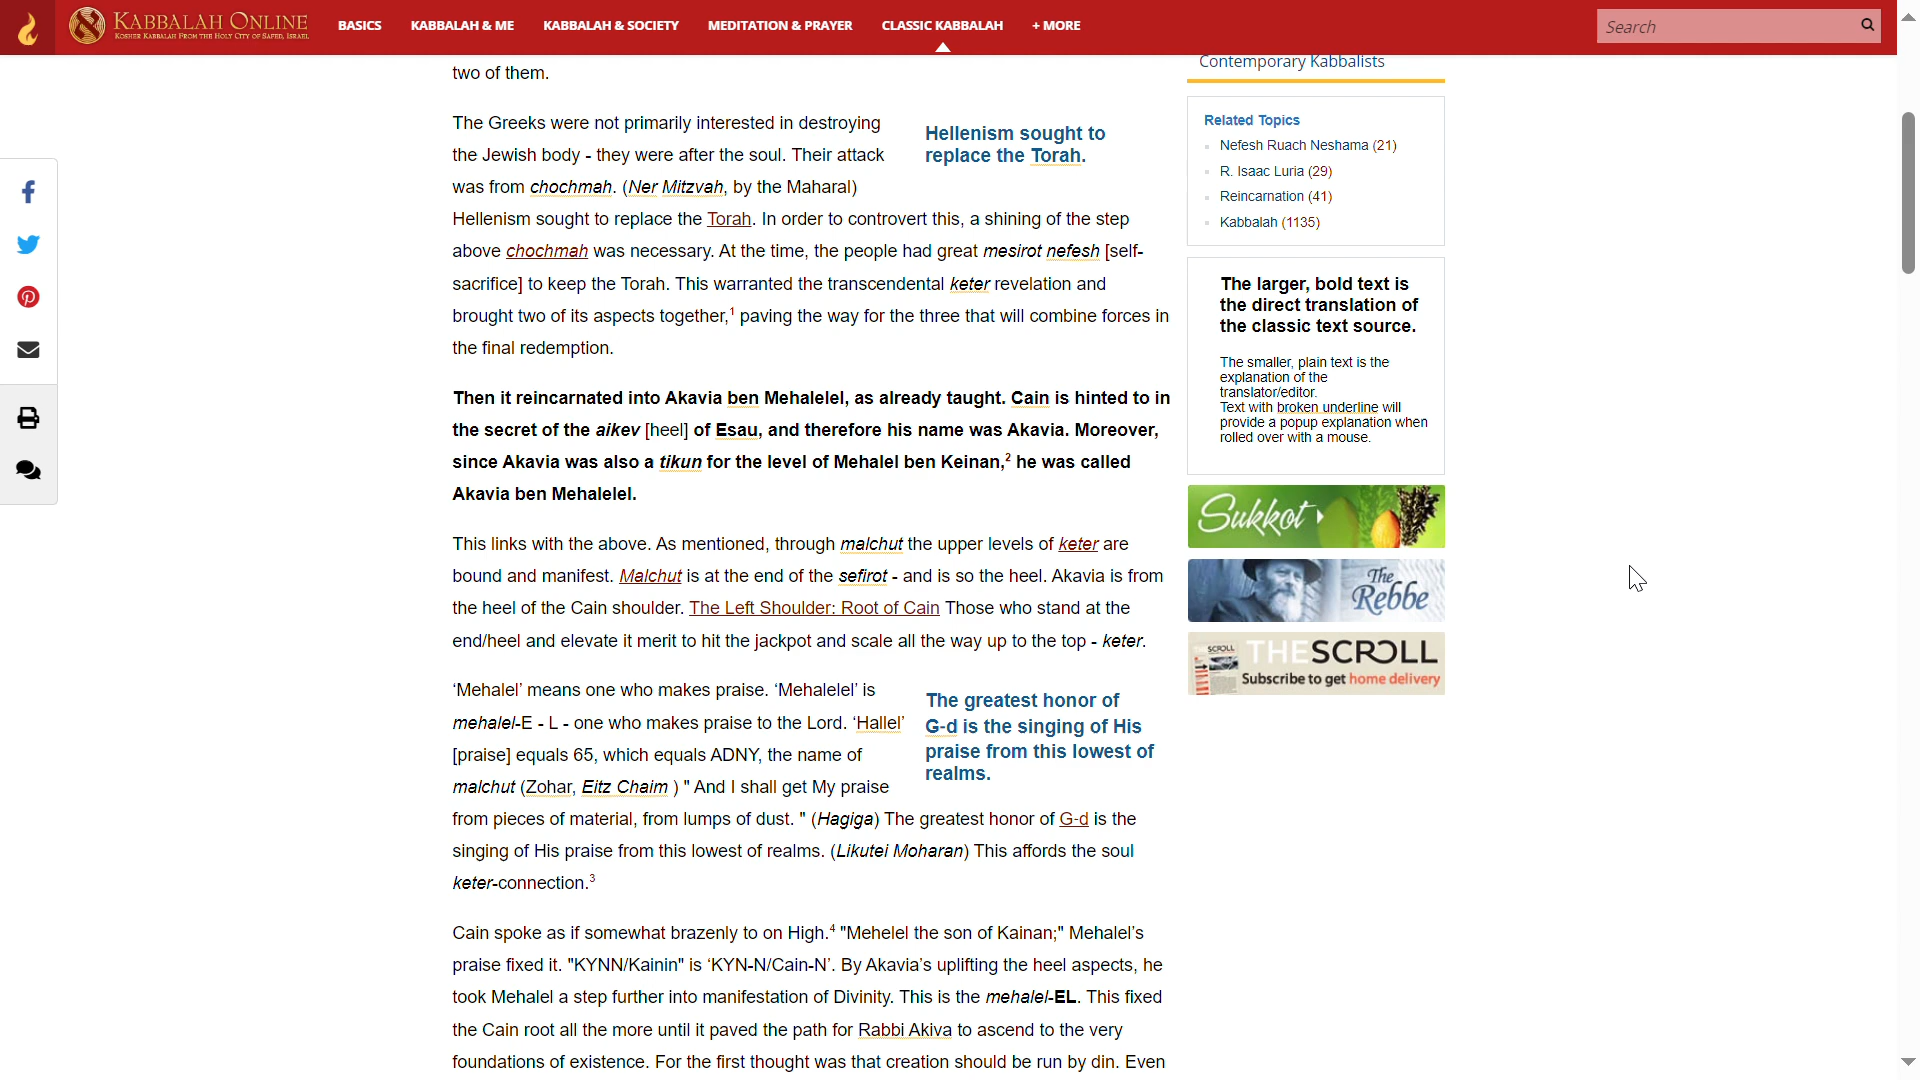 KABBALAH ONLINE
KOSHER KABBALAH FROM THE HOLY CITY OF SAFED, ISRAEL
BASICS
KABBALAH & ME
KABBALAH & SOCIETY
MEDITATION & PRAYER
CLASSIC KABBALAH
+ MORE
Search
two of them.
The Greeks were not primarily interested in destroying
the Jewish body - they were after the soul. Their attack
was from chochmah. (Ner Mitzvah, by the Maharal)
Hellenism sought to replace the Torah. In order to controvert this, a shining of the step
above chochmah was necessary. At the time, the people had great mesirot nefesh [self-
sacrifice] to keep the Torah. This warranted the transcendental keter revelation and
brought two of its aspects together,1 paving the way for the three that will combine forces in
the final redemption.
Hellenism sought to
replace the Torah.
Then it reincarnated into Akavia ben Mehalelel, as already taught. Cain is hinted to in
the secret of the aikev [heel] of Esau, and therefore his name was Akavia. Moreover,
since Akavia was also a tikun for the level of Mehalel ben Keinan,2 he was called
Akavia ben Mehalelel.
This links with the above. As mentioned, through malchut the upper levels of keter are
bound and manifest. Malchut is at the end of the sefirot - and is so the heel. Akavia is from
the heel of the Cain shoulder. The Left Shoulder: Root of Cain Those who stand at the
end/heel and elevate it merit to hit the jackpot and scale all the way up to the top - keter.
‘Mehalel’ means one who makes praise. ‘Mehalelel’ is
mehalel-E - L - one who makes praise to the Lord. ‘Hallel’
[praise] equals 65, which equals ADNY, the name of
malchut (Zohar, Eitz Chaim ) " And I shall get My praise
from pieces of material, from lumps of dust. " (Hagiga) The greatest honor of G-d is the
singing of His praise from this lowest of realms. (Likutei Moharan) This affords the soul
keter-connection.3
The greatest honor of
G-d is the singing of His
praise from this lowest of
realms.
Cain spoke as if somewhat brazenly to on High.4 "Mehelel the son of Kainan;" Mehalel’s
praise fixed it. "KYNN/Kainin" is ‘KYN-N/Cain-N’. By Akavia’s uplifting the heel aspects, he
took Mehalel a step further into manifestation of Divinity. This is the mehalel-EL. This fixed
the Cain root all the more until it paved the path for Rabbi Akiva to ascend to the very
foundations of existence. For the first thought was that creation should be run by din. Even
Contemporary Kabbalists
Related Topics
Nefesh Ruach Neshama (21)
R. Isaac Luria (29)
Reincarnation (41)
Kabbalah (1135)
The larger, bold text is
the direct translation of
the classic text source.
The smaller, plain text is the
explanation of the
translator/editor.
Text with broken underline will
provide a popup explanation when
rolled over with a mouse.
Sukkot
The
Rebbe
SCROLL
THE SCROLL
Subscribe to get home delivery